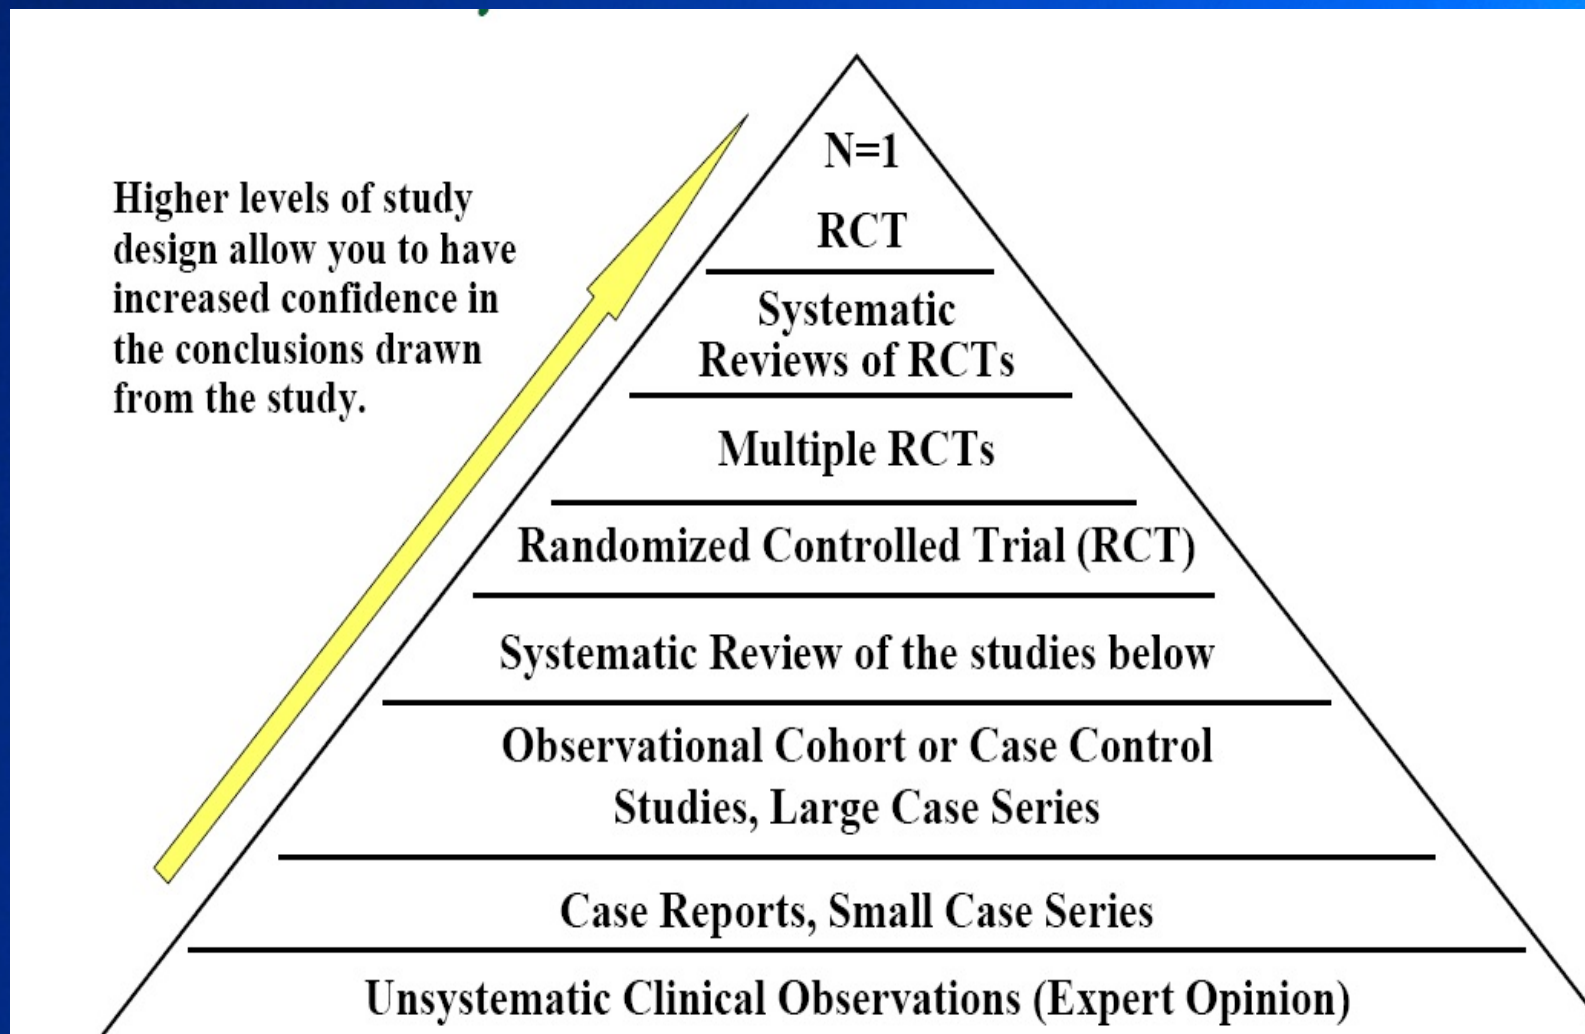 Higher levels of study
design allow you to have
increased confidence in
the conclusions drawn
from the study.
N=1
RCT
Systematic
Reviews of RCTs
Multiple RCTs
Randomized Controlled Trial (RCT)
Systematic Review of the studies below
Observational Cohort or Case Control
Studies, Large Case Series
Case Reports, Small Case Series
Unsystematic Clinical Observations (Expert Opinion)